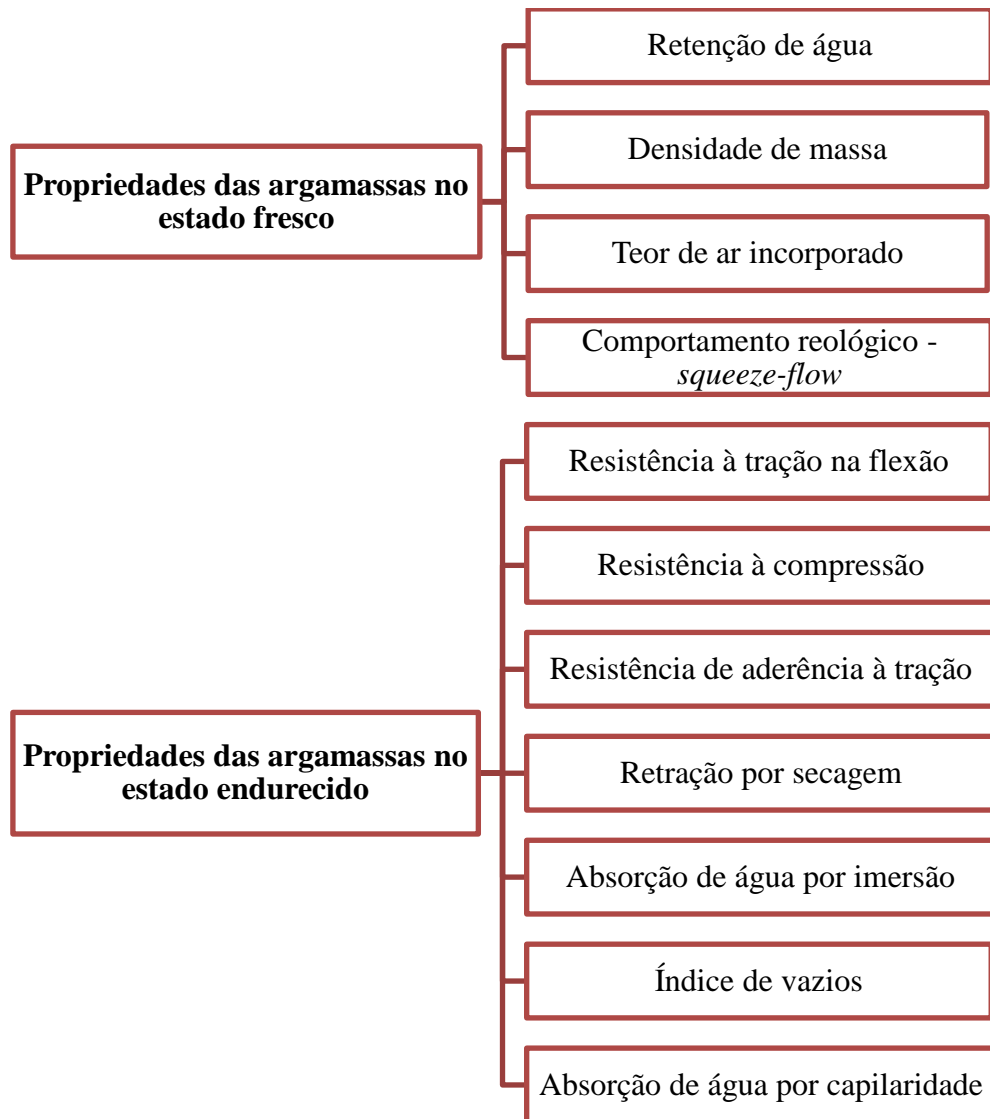 Retenção de água
Densidade de massa
Propriedades das argamassas no
estado fresco
Teor de ar incorporado
Comportamento reológico -
squeeze-flow
Resistência à tração na flexão
Resistência à compressão
Resistência de aderência à tração
Propriedades das argamassas no
estado endurecido
Retração por secagem
Absorção de água por imersão
Índice de vazios
Absorção de água por capilaridade